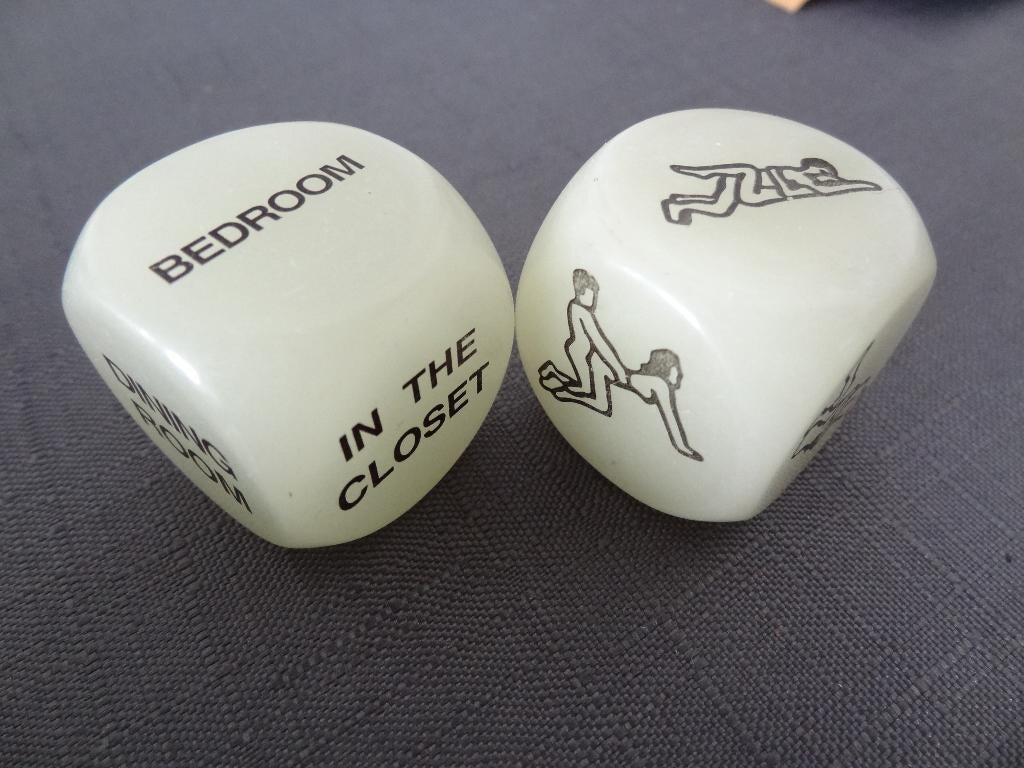 BEDROOM
DINING
ROOM
IN THE
CLOSET